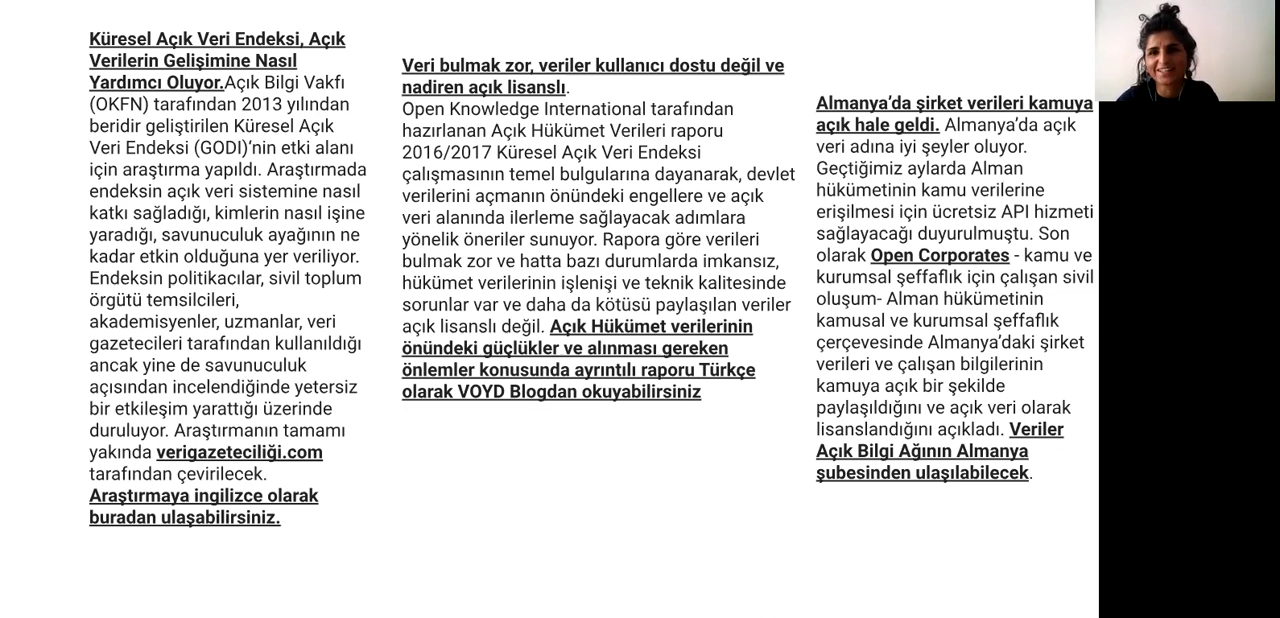 Küresel Açık Veri Endeksi, Açık
Verilerin Gelişimine Nasıl
Yardımcı Oluyor.Açık Bilgi Vakfı
(OKFN) tarafından 2013 yılından
beridir geliştirilen Küresel Açık
Veri Endeksi (GODI)’nin etki alanı
için araştırma yapıldı. Araştırmada
endeksin açık veri sistemine nasıl
katkı sağladığı, kimlerin nasıl işine
yaradığı, savunuculuk ayağının ne
kadar etkin olduğuna yer veriliyor.
Endeksin politikacılar, sivil toplum
örgütü temsilcileri,
akademisyenler, uzmanlar, veri
gazetecileri tarafından kullanıldığı
ancak yine de savunuculuk
açısından incelendiğinde yetersiz
bir etkileşim yarattığı üzerinde
duruluyor. Araştırmanın tamamı
yakında verigazeteciliği.com
tarafından çevirilecek.
Araştırmaya ingilizce olarak
buradan ulaşabilirsiniz.
Veri bulmak zor, veriler kullanıcı dostu değil ve
nadiren açık lisanslı.
Open Knowledge International tarafından
hazırlanan Açık Hükümet Verileri raporu
2016/2017 Küresel Açık Veri Endeksi
çalışmasının temel bulgularına dayanarak, devlet
verilerini açmanın önündeki engellere ve açık
veri alanında ilerleme sağlayacak adımlara
yönelik öneriler sunuyor. Rapora göre verileri
bulmak zor ve hatta bazı durumlarda imkansız,
hükümet verilerinin işlenişi ve teknik kalitesinde
sorunlar var ve daha da kötüsü paylaşılan veriler
açık lisanslı değil. Açık Hükümet verilerinin
önündeki güçlükler ve alınması gereken
önlemler konusunda ayrıntılı raporu Türkçe
olarak VOYD Blogdan okuyabilirsiniz
Almanya’da şirket verileri kamuya
açık hale geldi. Almanya’da açık
veri adına iyi şeyler oluyor.
Geçtiğimiz aylarda Alman
hükümetinin kamu verilerine
erişilmesi için ücretsiz API hizmeti
sağlayacağı duyurulmuştu. Son
olarak Open Corporates - kamu ve
kurumsal şeffaflık için çalışan sivil
oluşum- Alman hükümetinin
kamusal ve kurumsal şeffaflık
çerçevesinde Almanya’daki şirket
verileri ve çalışan bilgilerinin
kamuya açık bir şekilde
paylaşıldığını ve açık veri olarak
lisanslandığını açıkladı. Veriler
Açık Bilgi Ağının Almanya
şubesinden ulaşılabilecek.